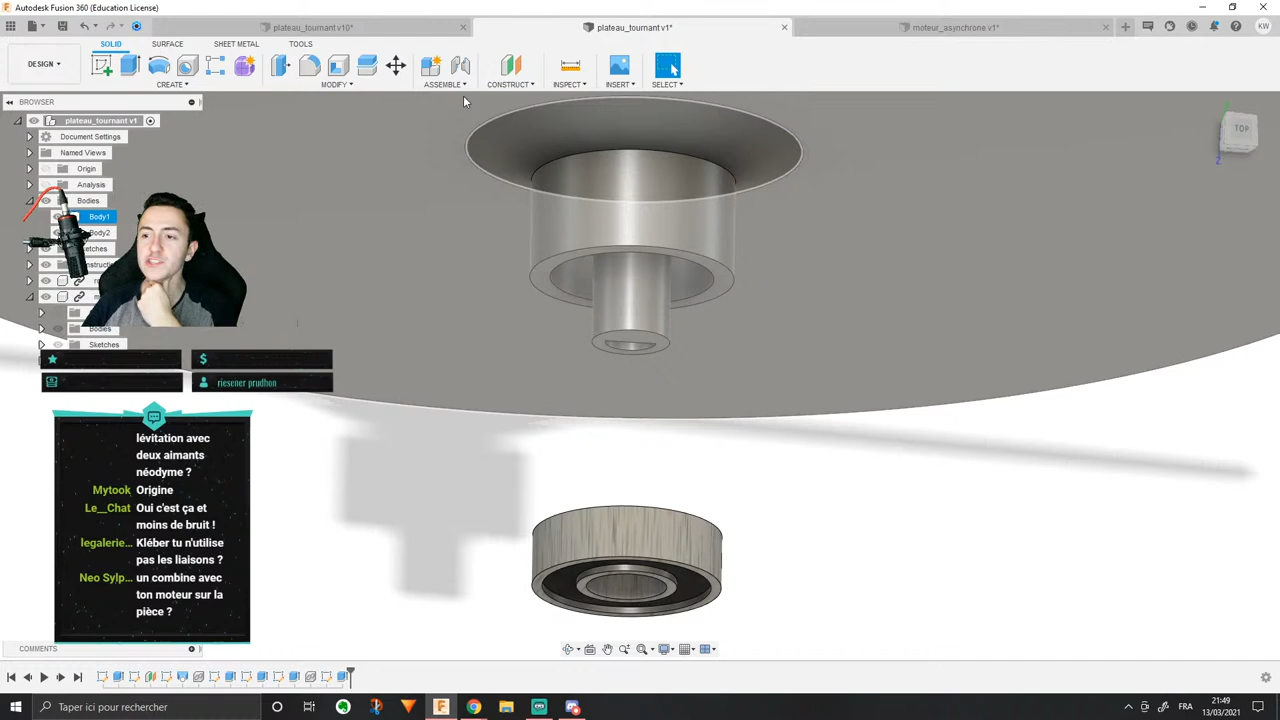 Autodesk Fusion 360 (Education License)
plateau_tournant v10*
plateau_tournant v1*
moteur_asynchrone v1*
KW
SOLID SURFACE SHEET METAL TOOLS
DESIGN
CREATE MODIFY ASSEMBLE CONSTRUCT INSPECT INSERT SELECT
BROWSER
TOP
plateau_tournant v1
Document Settings
Named Views
Origin
Analysis
Bodies
Body1
Body2
Bodies
Sketches
$
riesener prudhon
lévitation avec
deux aimants
néodyme ?
Mytook Origine
Le__Chat Oui c'est ça et
moins de bruit !
legalerie... Kléber tu n'utilise
pas les liaisons ?
Neo Sylp... un combine avec
ton moteur sur la
pièce ?
COMMENTS
Taper ici pour rechercher
FRA
21:49
13/03/2021